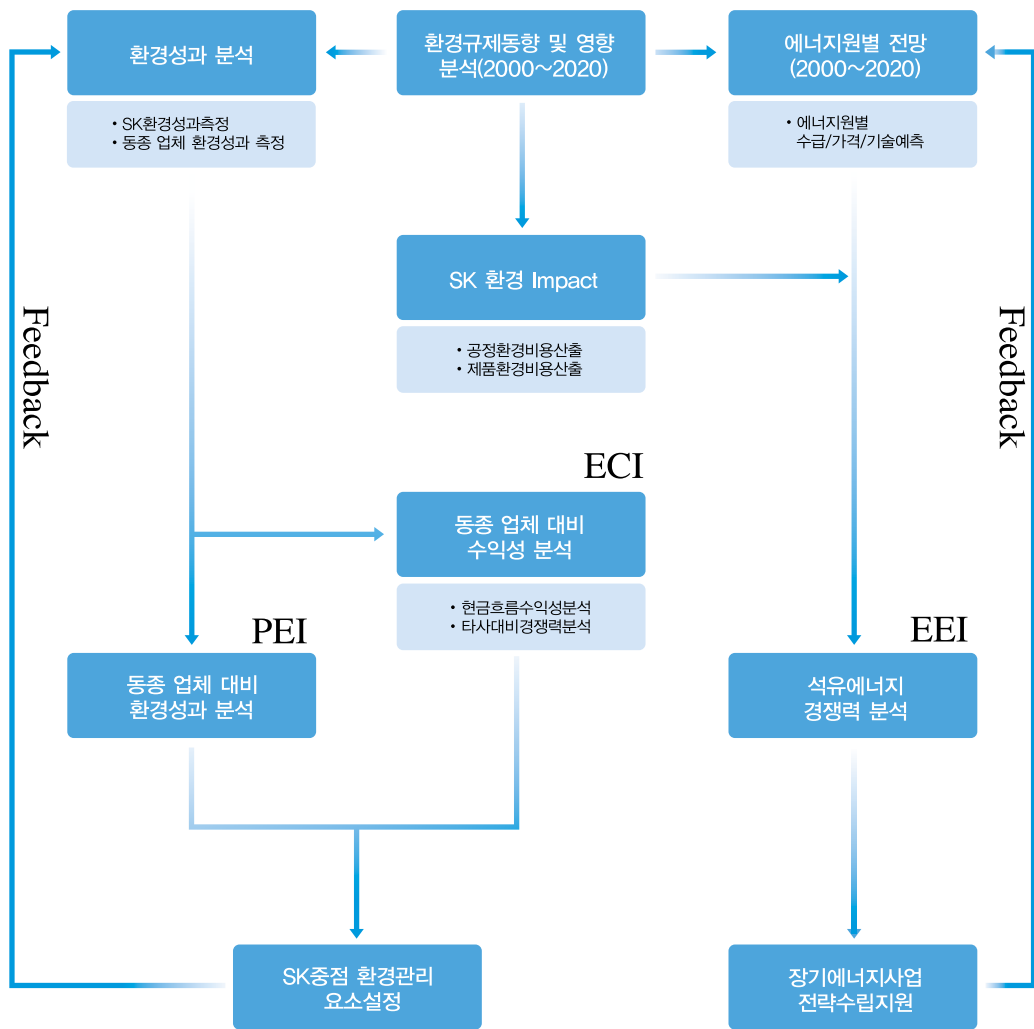 환경성과 분석
• SK환경성과측정
• 동종 업체 환경성과 측정
환경규제동향 및 영향
분석(2000~2020)
에너지원별 전망
(2000~2020)
• 에너지원별
수급/가격/기술예측
SK 환경 Impact
• 공정환경비용산출
• 제품환경비용산출
Feedback
Feedback
ECI
동종 업체 대비
수익성 분석
• 현금흐름수익성분석
• 타사대비경쟁력분석
PEI
동종 업체 대비
환경성과 분석
EEI
석유에너지
경쟁력 분석
SK중점 환경관리
요소설정
장기에너지사업
전략수립지원